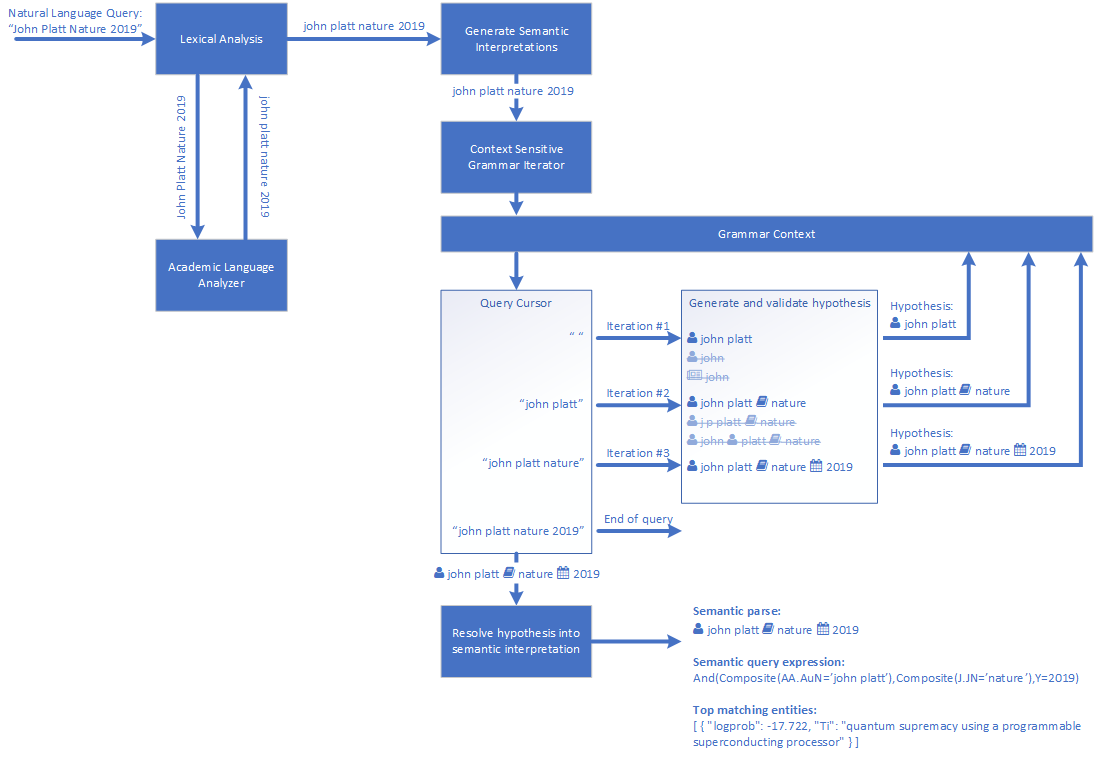 Natural Language Query:
“John Platt Nature 2019”
Lexical Analysis
john platt nature 2019
Generate Semantic
Interpretations
john platt nature 2019
John Platt Nature 2019
john platt nature 2019
Context Sensitive
Grammar Iterator
Grammar Context
Academic Language
Analyzer
Query Cursor
Generate and validate hypothesis
“ “
Iteration #1
john platt
john
john
Hypothesis:
john platt
“john platt”
Iteration #2
john platt nature
j p platt nature
john platt nature
Hypothesis:
john platt nature
“john platt nature”
Iteration #3
john platt nature 2019
Hypothesis:
john platt nature 2019
“john platt nature 2019”
End of query
john platt nature 2019
Resolve hypothesis into
semantic interpretation
Semantic parse:
john platt nature 2019
Semantic query expression:
And(Composite(AA.AuN=’john platt’),Composite(J.JN=’nature’),Y=2019)
Top matching entities:
[ { "logprob": -17.722, "Ti": "quantum supremacy using a programmable
superconducting processor" } ]